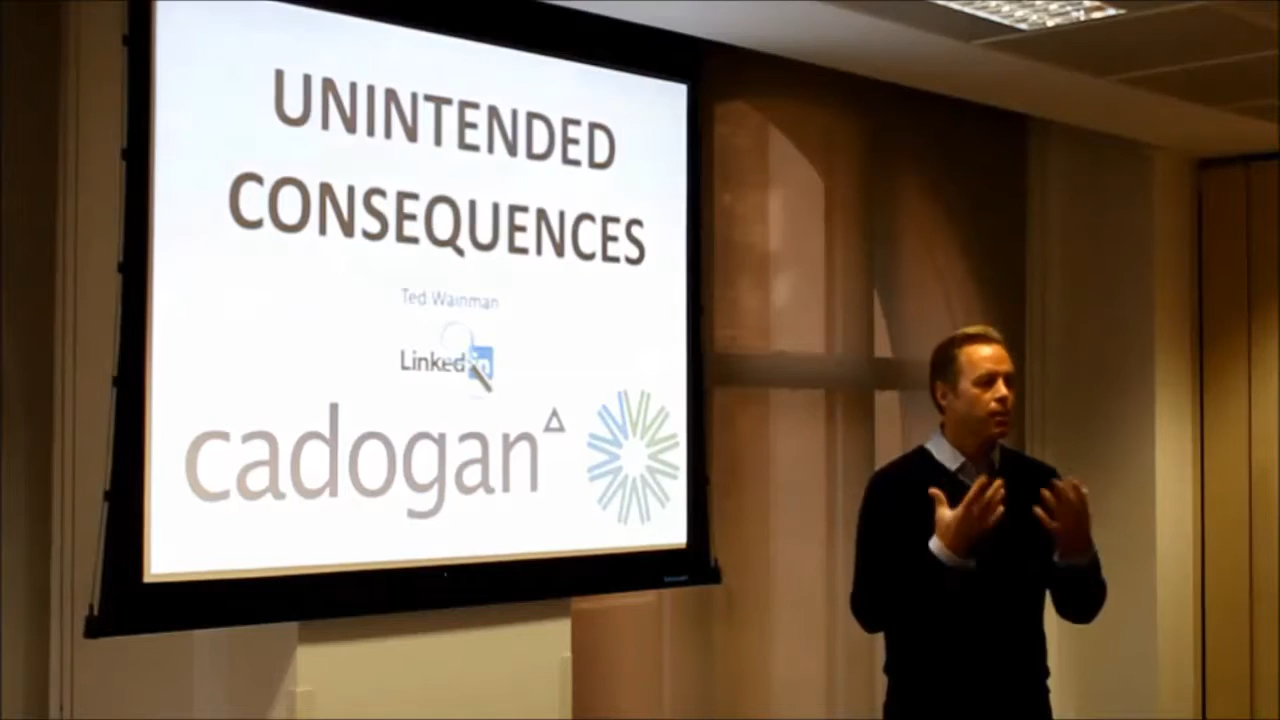 UNINTENDED
CONSEQUENCES
Ted Wainman
Linkedin
cadogan